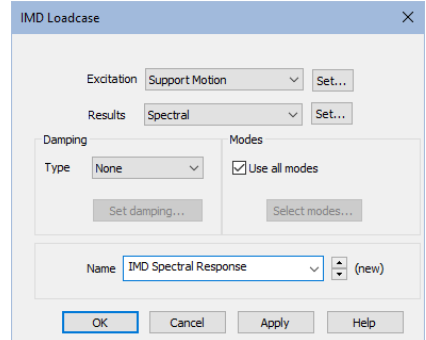 IMD Loadcase
Excitation Support Motion Set...
Results Spectral Set...
Damping Modes
Type None Use all modes
Set damping... Select modes...
Name IMD Spectral Response (new)
OK Cancel Apply Help